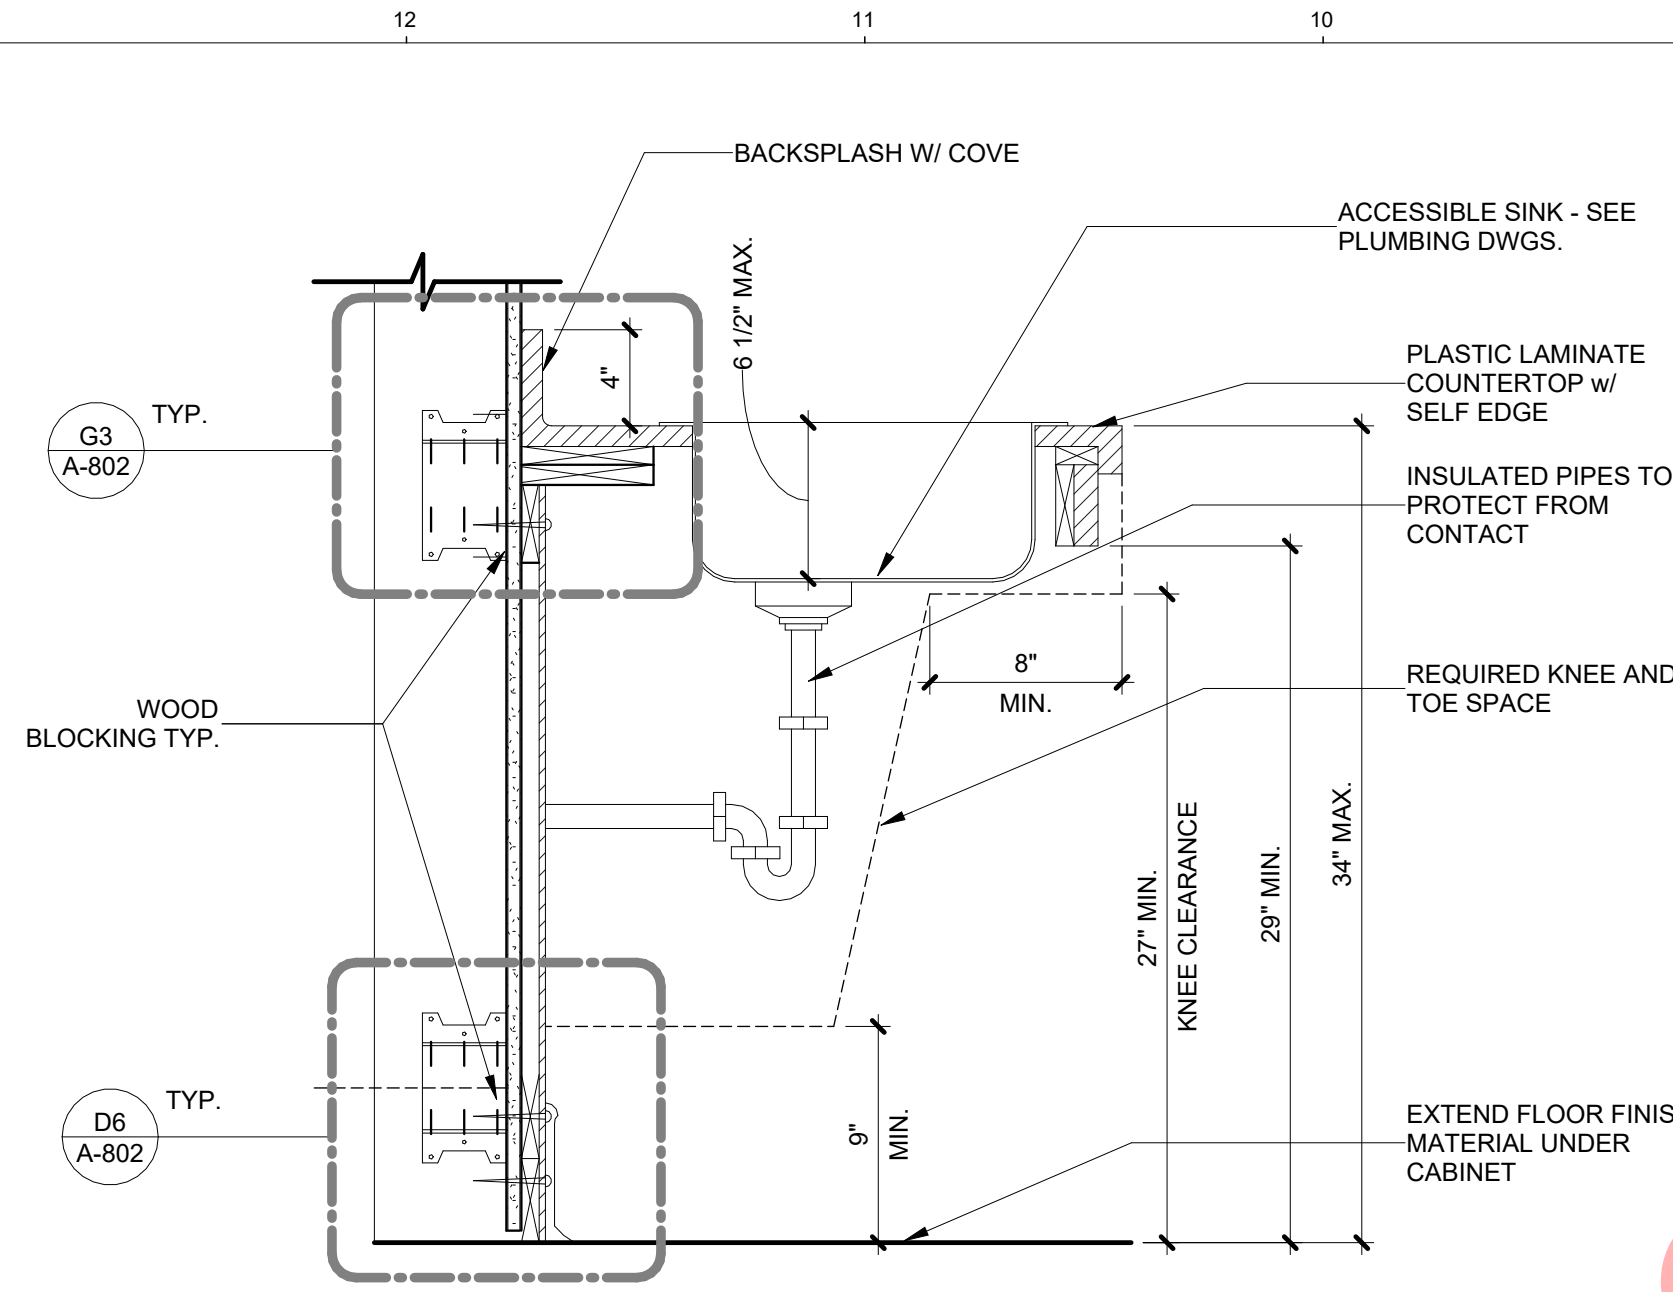 12
11
10
BACKSPLASH W/ COVE
ACCESSIBLE SINK - SEE
PLUMBING DWGS.
6 1/2" MAX.
4"
PLASTIC LAMINATE
COUNTERTOP w/
SELF EDGE
TYP.
G3
A-802
INSULATED PIPES TO
PROTECT FROM
CONTACT
8"
MIN.
REQUIRED KNEE AND
TOE SPACE
WOOD
BLOCKING TYP.
27" MIN.
KNEE CLEARANCE
29" MIN.
34" MAX.
TYP.
D6
A-802
9"
MIN.
EXTEND FLOOR FINIS
MATERIAL UNDER
CABINET